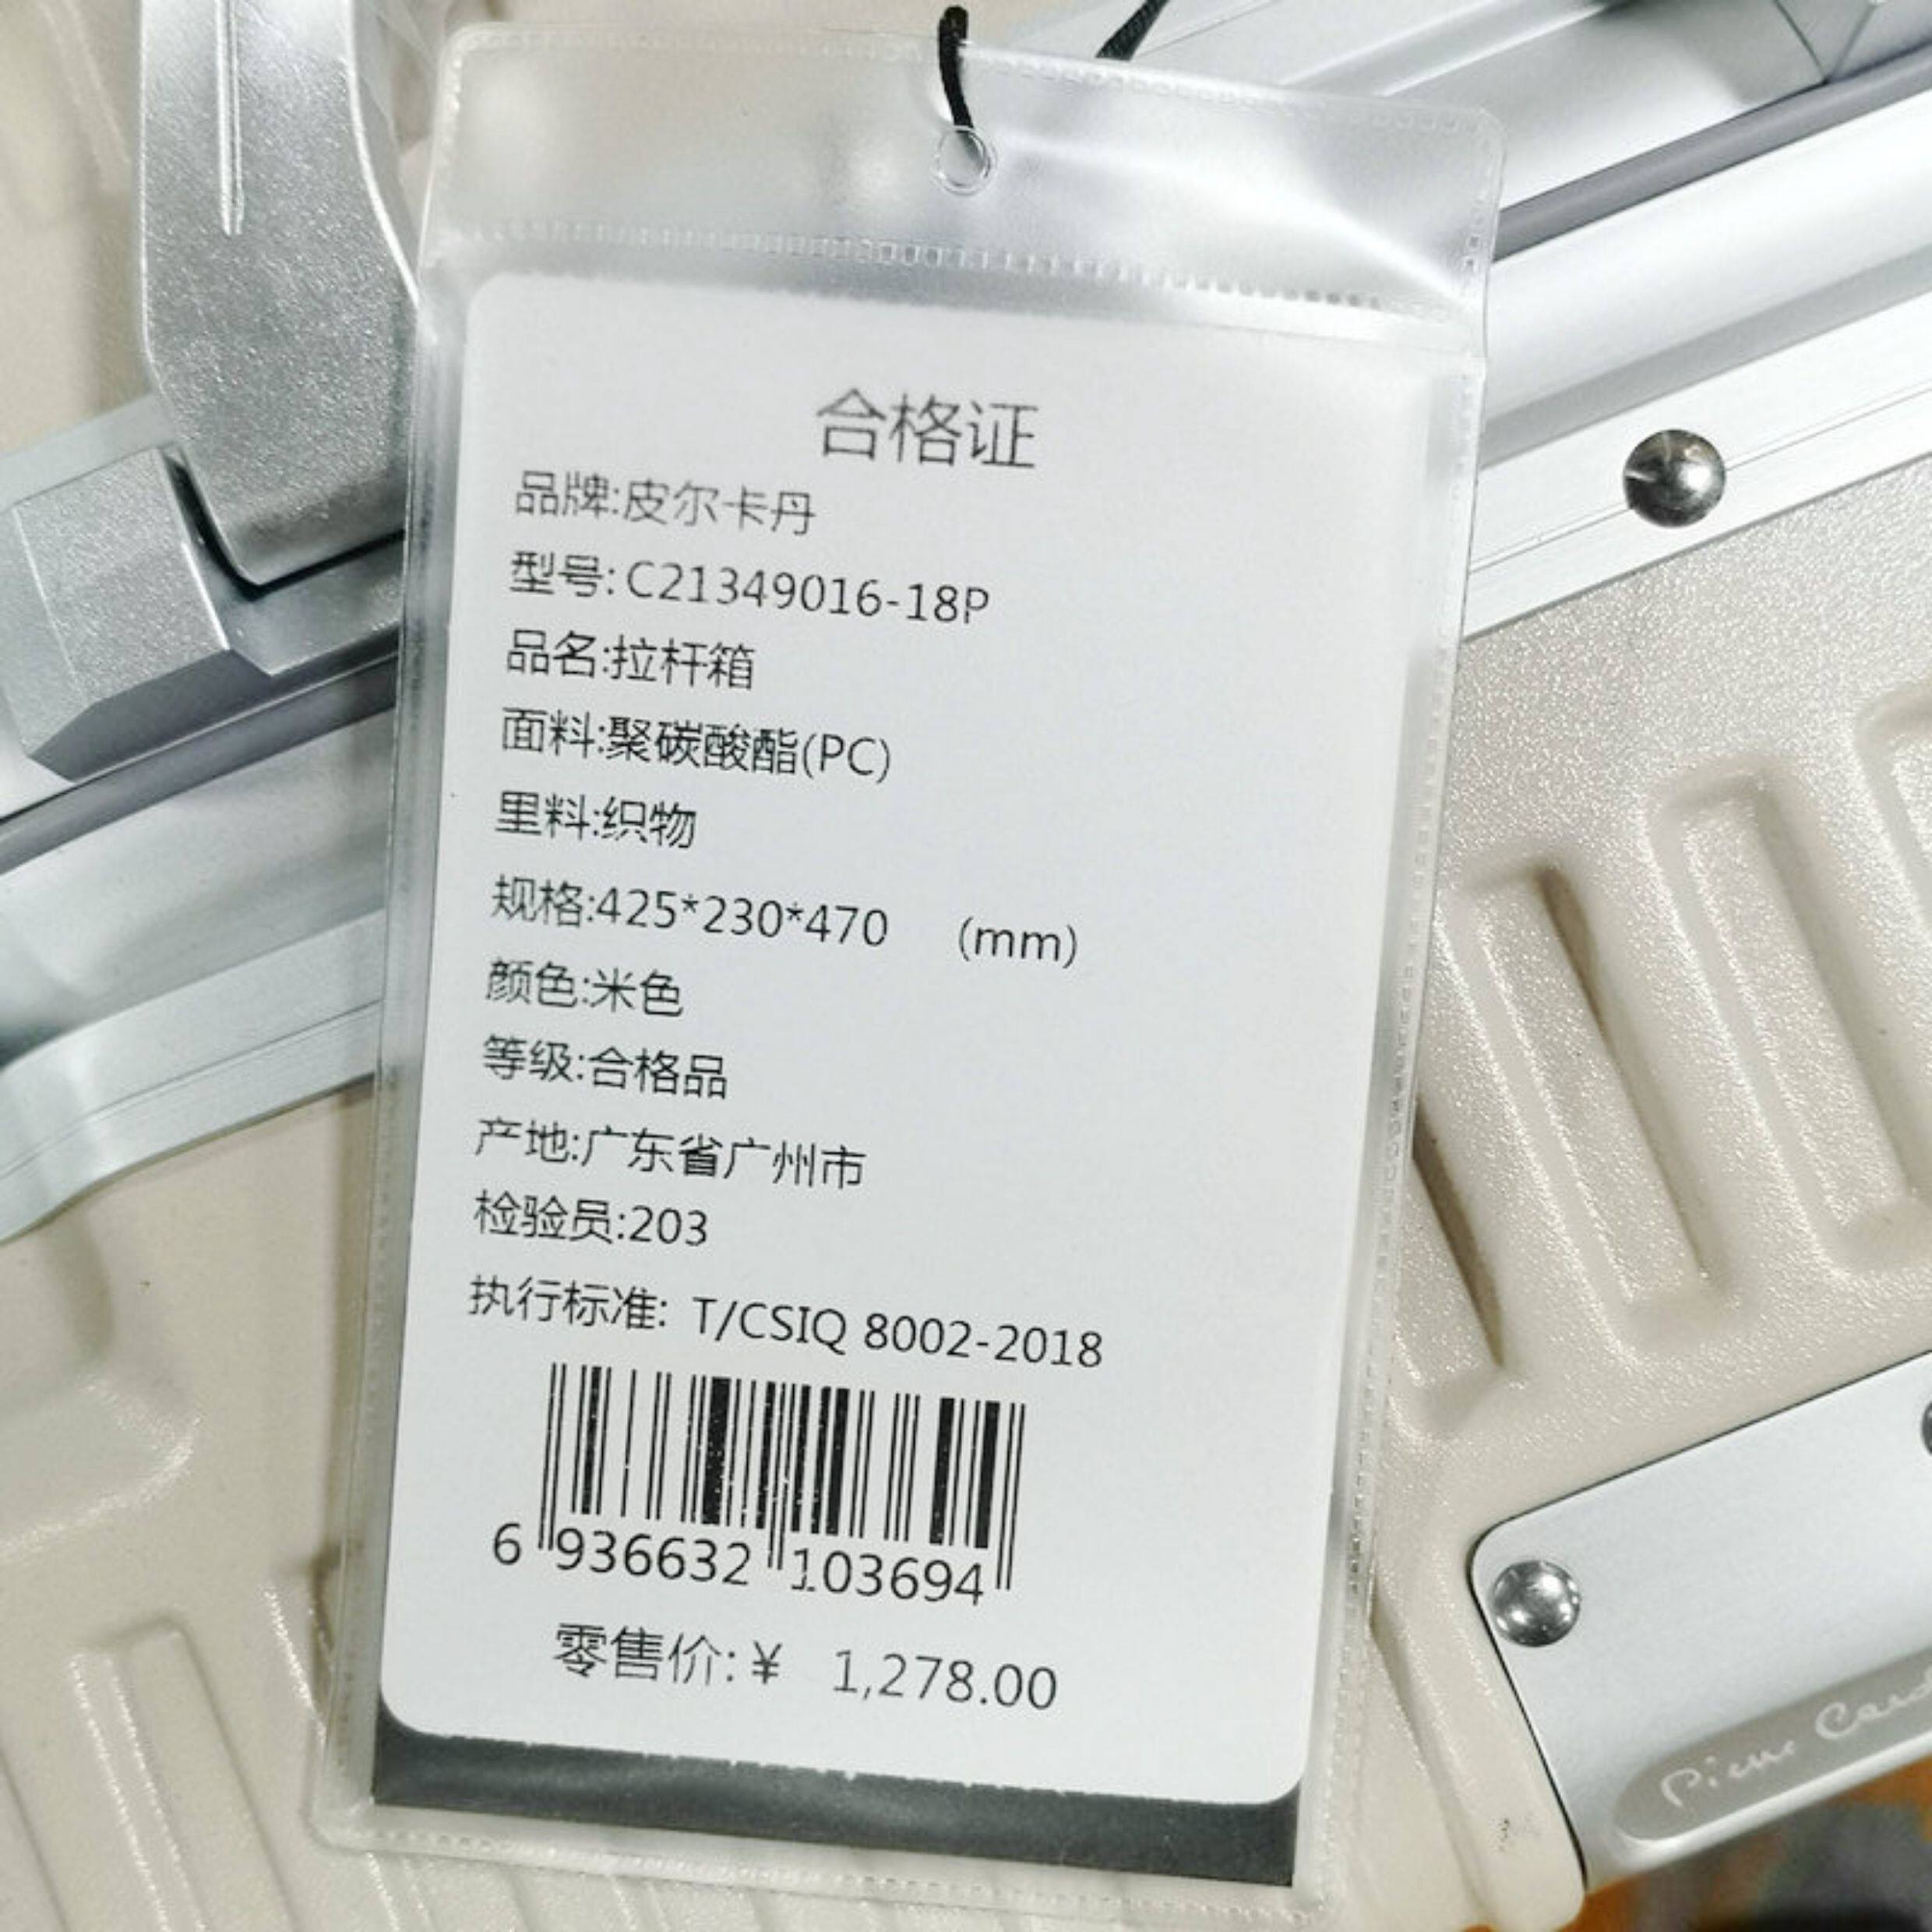 合格证
品牌:皮尔卡丹
型号: C21349016-18P
品名:拉杆箱
面料:聚碳酸酯(PC)
里料:织物
规格:425*230*470 (mm)
颜色:米色
等级:合格品
产地:广东省广州市
检验员:203
执行标准: T/CSIQ 8002-2018
6 936632 103694
零售价:¥ 1,278.00
Pierre